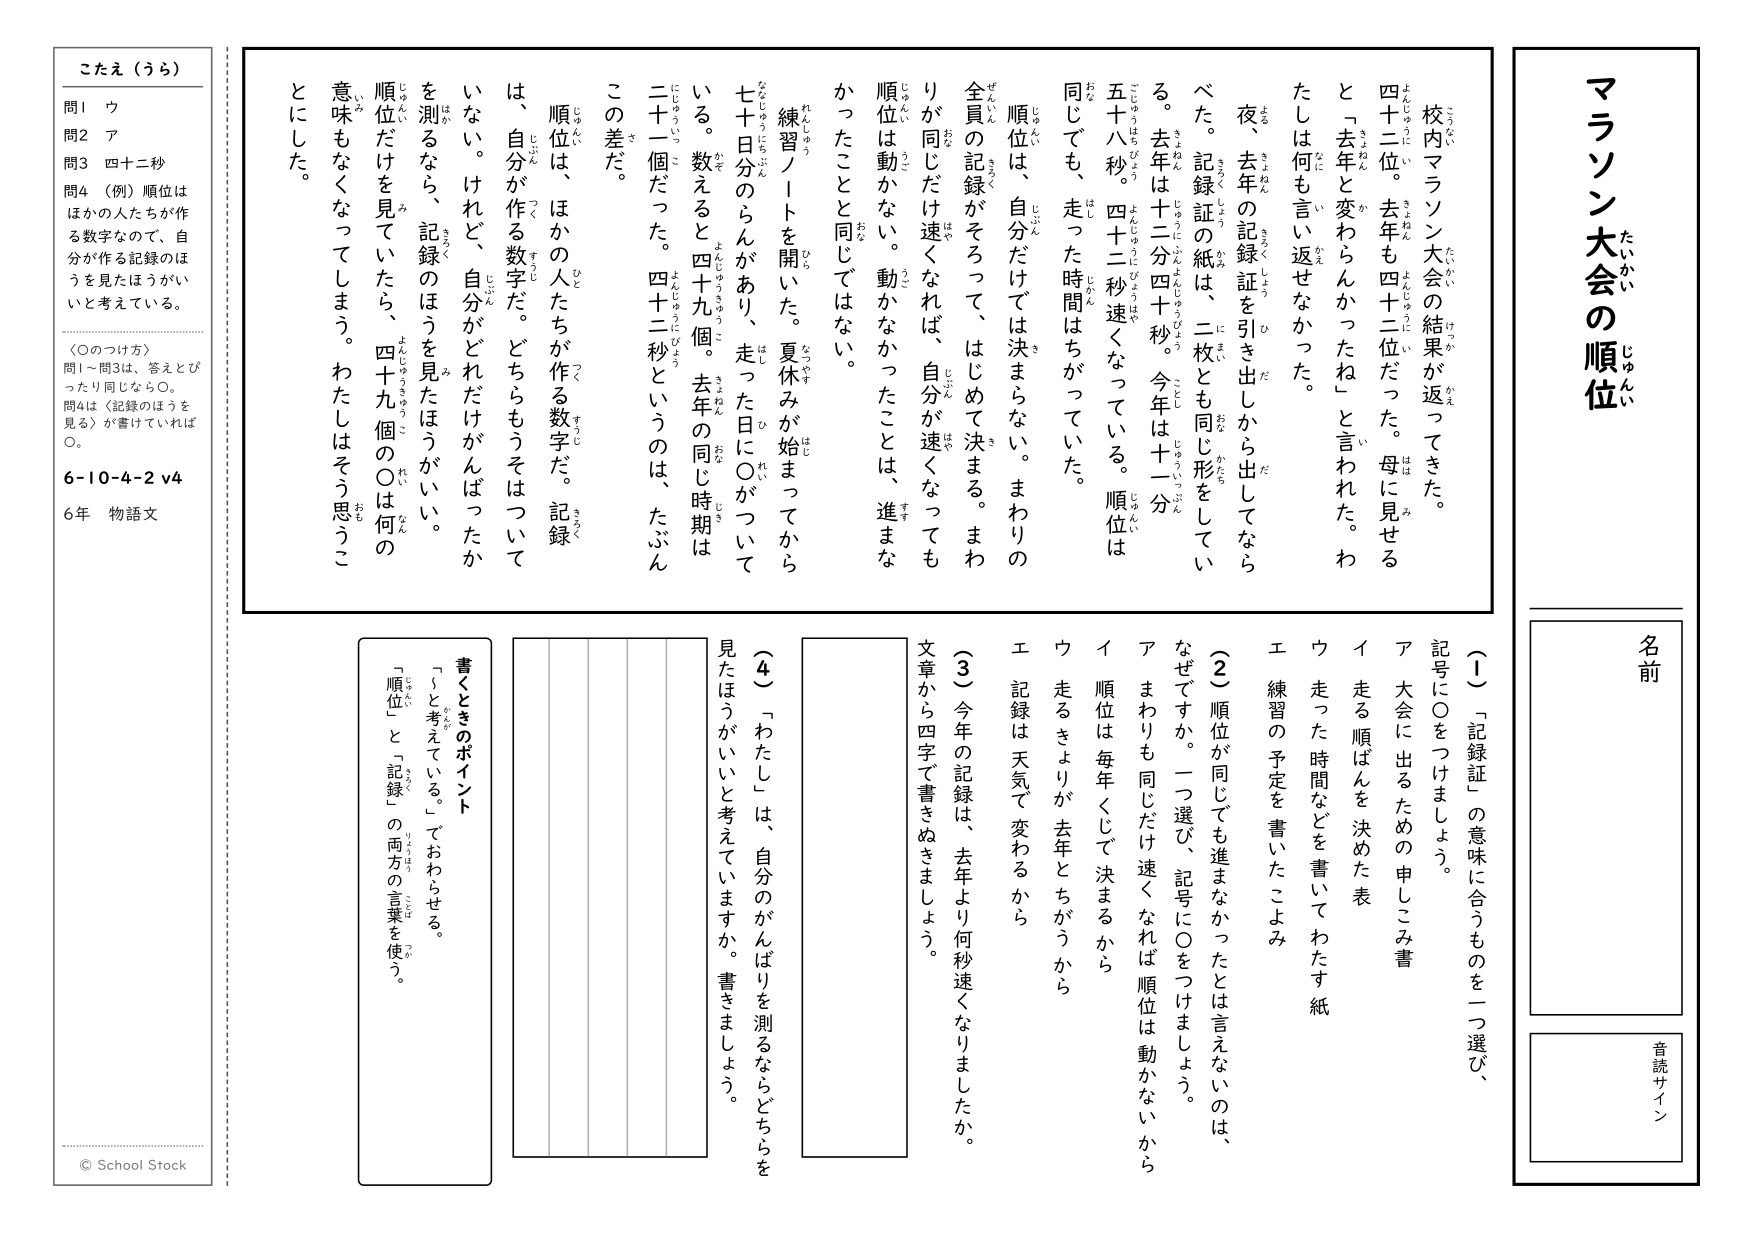 マラソン大会の順位
名前
音読サイン
校内マラソン大会の結果が返ってきた。
四十二位。去年も四十二位だった。母に見せる
と「去年と変わらんかったね」と言われた。わ
たしは何も言い返せなかった。
夜、去年の記録証を引き出しから出してなら
べた。記録証の紙は、二枚とも同じ形をしてい
る。去年は十二分四十秒。今年は十一分
五十八秒。四十二秒速くなっている。順位は
同じでも、走った時間はちがっていた。
順位は、自分だけでは決まらない。まわりの
全員の記録がそろって、はじめて決まる。まわ
りが同じだけ速くなれば、自分が速くなっても
順位は動かない。動かなかったことは、進まな
かったことと同じではない。
練習ノートを開いた。夏休みが始まってから
七十日分のらんがあり、走った日に〇がついて
いる。数えると四十九個。去年の同じ時期は
二十一個だった。四十二秒というのは、たぶん
この差だ。
順位は、ほかの人たちが作る数字だ。記録
は、自分が作る数字だ。どちらもうそはついて
いない。けれど、自分がどれだけがんばったか
を測るなら、記録のほうを見たほうがいい。
順位だけを見ていたら、四十九個の〇は何の
意味もなくなってしまう。わたしはそう思うこ
とにした。
(1)「記録証」の意味に合うものを一つ選び、
記号に〇をつけましょう。
ア 大会に 出る ための 申しこみ書
イ 走る 順ばんを 決めた 表
ウ 走った 時間などを 書いて わたす 紙
エ 練習の 予定を 書いた こよみ
(2)順位が同じでも進まなかったとは言えないのは、
なぜですか。一つ選び、記号に〇をつけましょう。
ア まわりも 同じだけ 速く なれば 順位は 動かない から
イ 順位は 毎年 くじで 決まる から
ウ 走る きょりが 去年と ちがう から
エ 記録は 天気で 変わる から
(3)今年の記録は、去年より何秒速くなりましたか。
文章から四字で書きぬきましょう。
(4)「わたし」は、自分のがんばりを測るならどちらを
見たほうがいいと考えていますか。書きましょう。
書くときのポイント
「〜と考えている。」でおわらせる。
「順位」と「記録」の両方の言葉を使う。
こたえ(うら)
問1 ウ
問2 ア
問3 四十二秒
問4 (例)順位は
ほかの人たちが作
る数字なので、自
分が作る記録のほ
うを見たほうがい
いと考えている。
〈〇のつけ方〉
問1〜問3は、答えとぴ
ったり同じなら〇。
問4は〈記録のほうを
見る〉が書けていれば
〇。
6-10-4-2 v4
6年 物語文
© School Stock